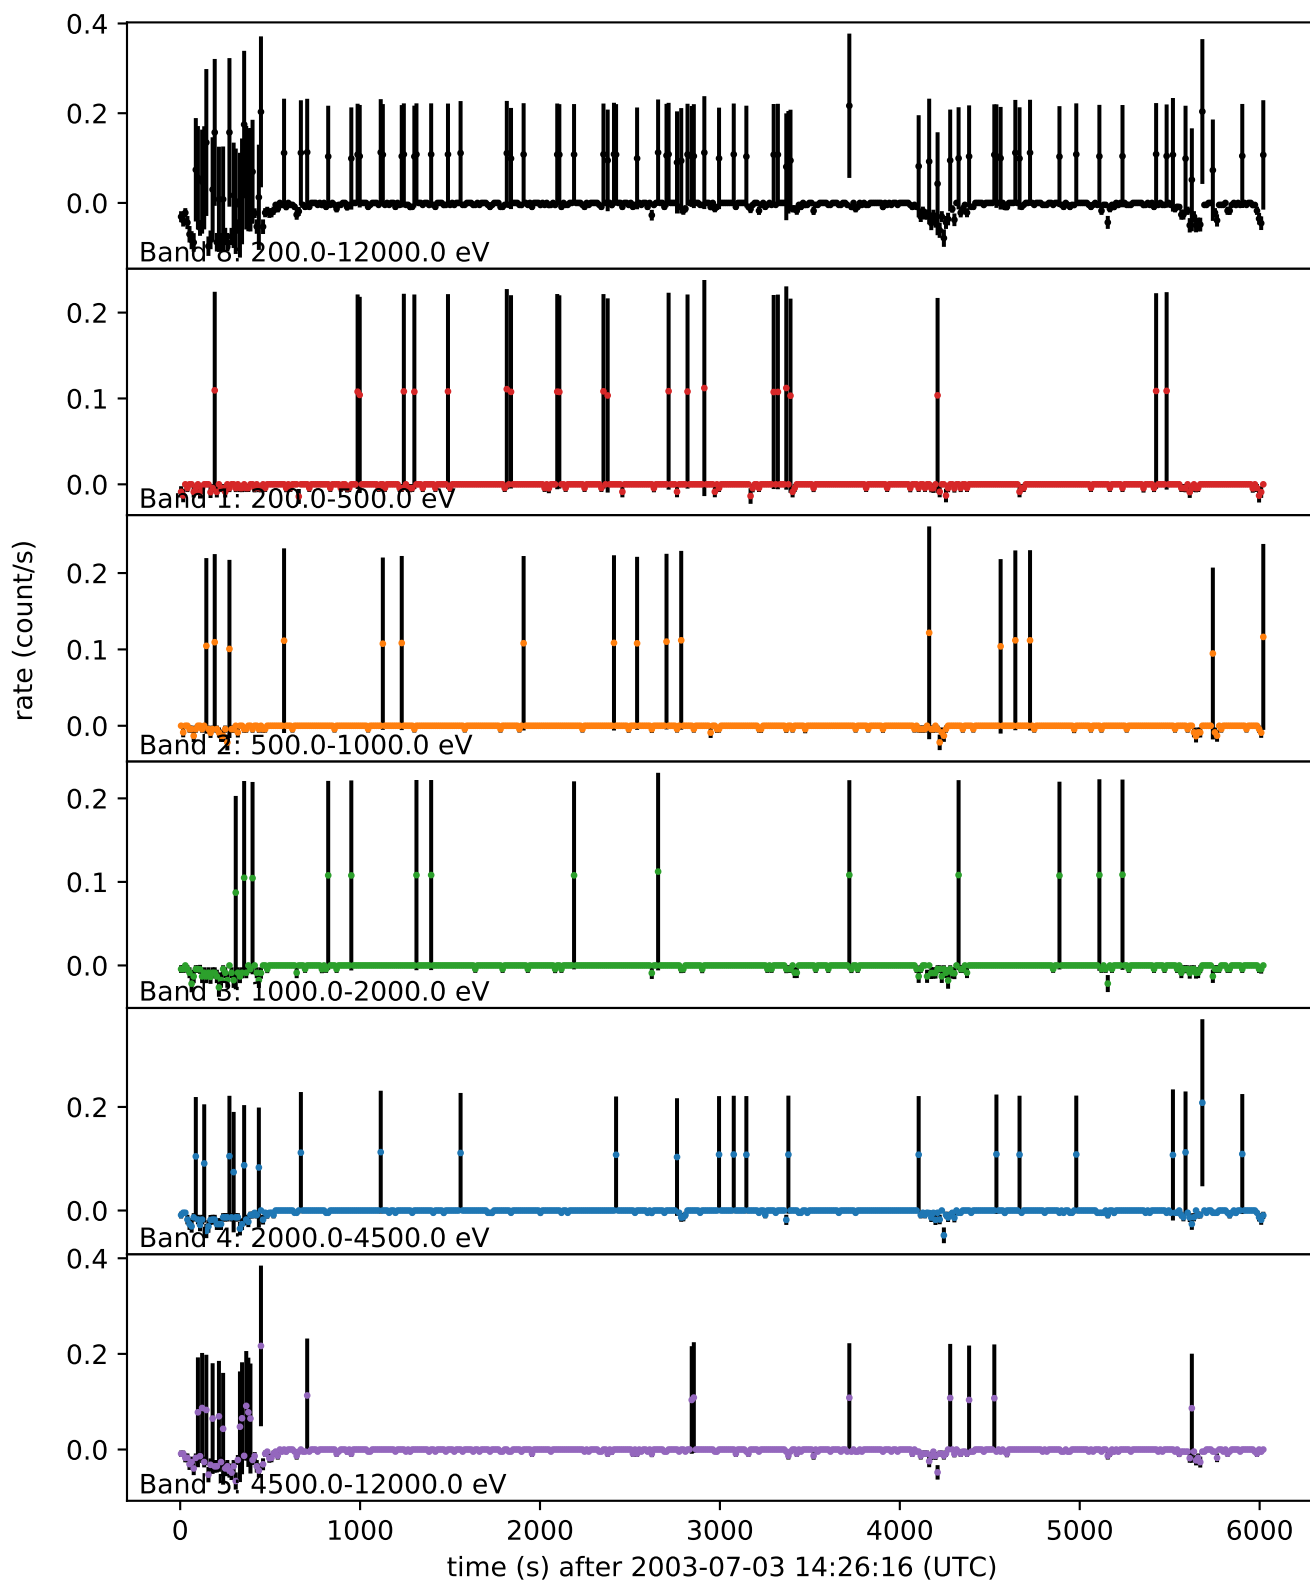 0.4
0.2
0.0
Band 8: 200.0-12000.0 eV
0.2
0.1
0.0
Band 1: 200.0-500.0 eV
0.2
0.1
0.0
Band 2: 500.0-1000.0 eV
0.2
0.1
0.0
Band 3: 1000.0-2000.0 eV
0.2
0.0
Band 4: 2000.0-4500.0 eV
0.4
0.2
0.0
Band 5: 4500.0-12000.0 eV
rate (count/s)
0 1000 2000 3000 4000 5000 6000
time (s) after 2003-07-03 14:26:16 (UTC)